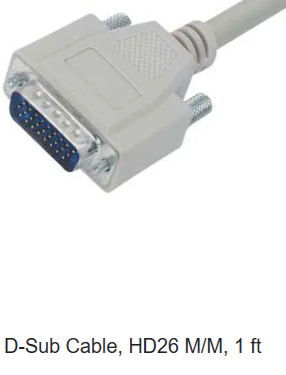 D-Sub Cable, HD26 M/M, 1 ft